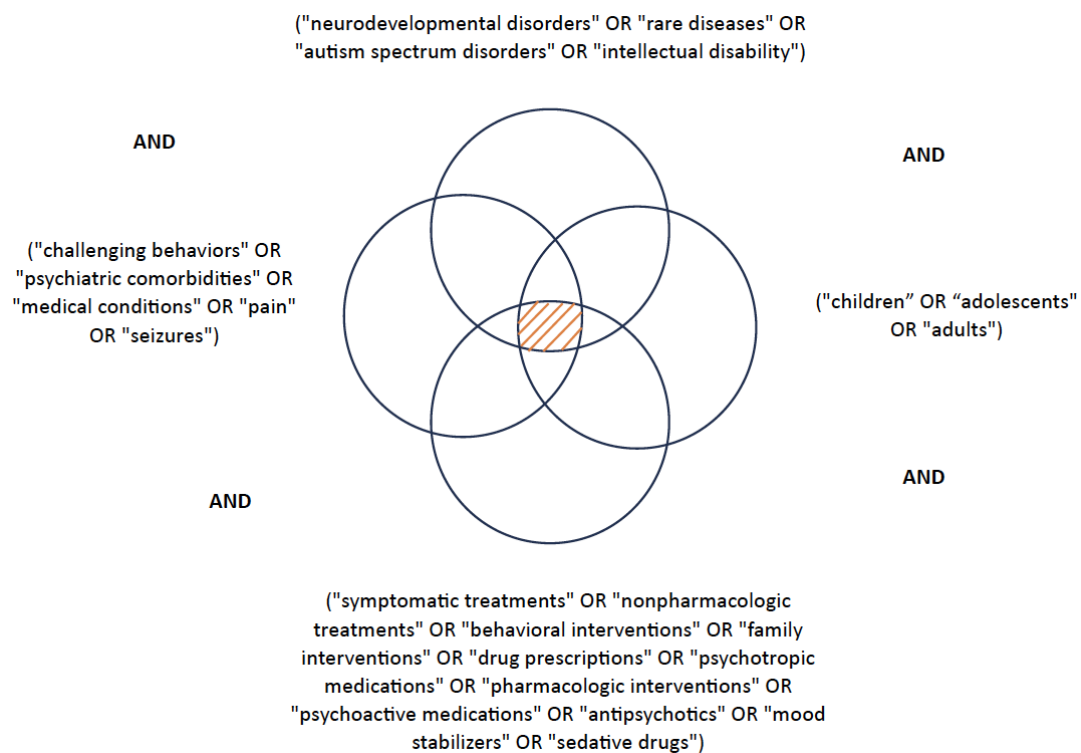 ("neurodevelopmental disorders" OR "rare diseases" OR
"autism spectrum disorders" OR "intellectual disability")
AND
AND
("challenging behaviors" OR
"psychiatric comorbidities" OR
"medical conditions" OR "pain"
OR "seizures")
("children” OR “adolescents"
OR "adults")
AND
AND
("symptomatic treatments" OR "nonpharmacologic
treatments" OR "behavioral interventions" OR "family
interventions" OR "drug prescriptions" OR "psychotropic
medications" OR "pharmacologic interventions" OR
"psychoactive medications" OR "antipsychotics" OR "mood
stabilizers" OR "sedative drugs")